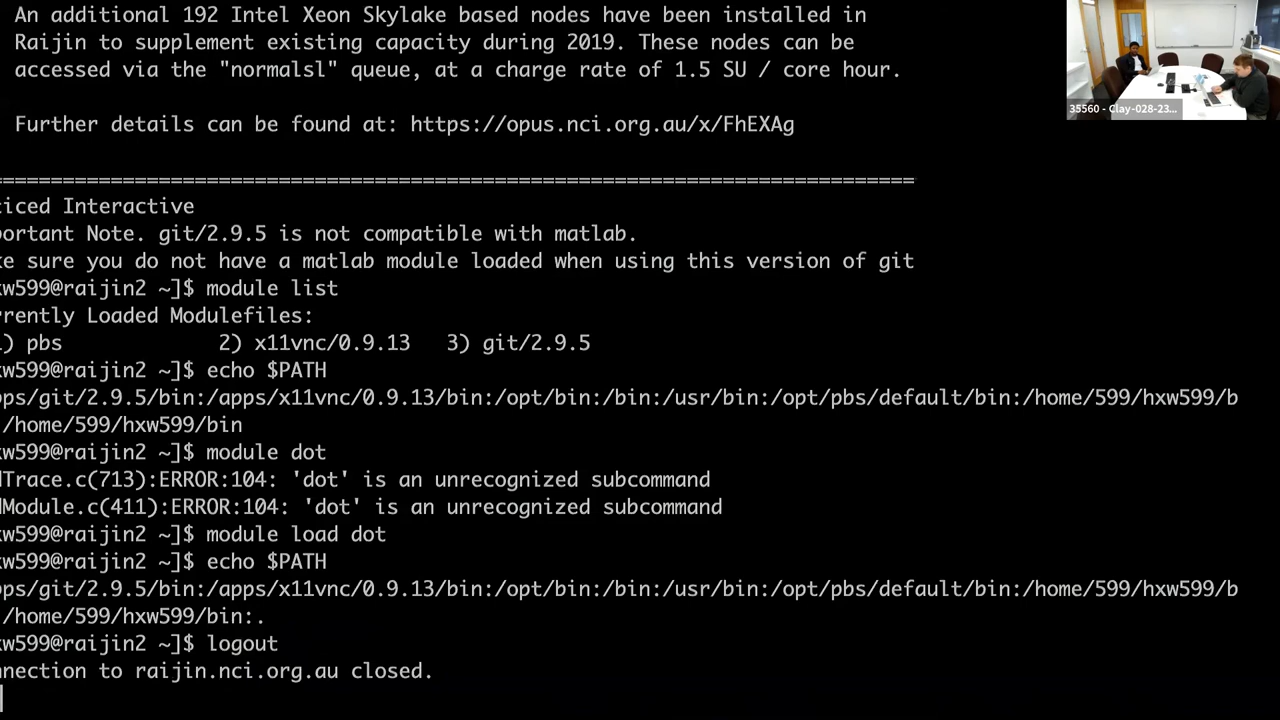 An additional 192 Intel Xeon Skylake based nodes have been installed in
Raijin to supplement existing capacity during 2019. These nodes can be
accessed via the "normalsl" queue, at a charge rate of 1.5 SU / core hour.
Further details can be found at: https://opus.nci.org.au/x/FhEXAg
35560 - Clay-028-23...
=============================================================================
iced Interactive
ortant Note. git/2.9.5 is not compatible with matlab.
ke sure you do not have a matlab module loaded when using this version of git
xw599@raijin2 ~]$ module list
rrently Loaded Modulefiles:
) pbs 2) x11vnc/0.9.13 3) git/2.9.5
xw599@raijin2 ~]$ echo $PATH
ps/git/2.9.5/bin:/apps/x11vnc/0.9.13/bin:/opt/bin:/bin:/usr/bin:/opt/pbs/default/bin:/home/599/hxw599/b
:/home/599/hxw599/bin
xw599@raijin2 ~]$ module dot
dTrace.c(713):ERROR:104: 'dot' is an unrecognized subcommand
dModule.c(411):ERROR:104: 'dot' is an unrecognized subcommand
xw599@raijin2 ~]$ module load dot
xw599@raijin2 ~]$ echo $PATH
ps/git/2.9.5/bin:/apps/x11vnc/0.9.13/bin:/opt/bin:/bin:/usr/bin:/opt/pbs/default/bin:/home/599/hxw599/b
:/home/599/hxw599/bin:.
xw599@raijin2 ~]$ logout
nnection to raijin.nci.org.au closed.